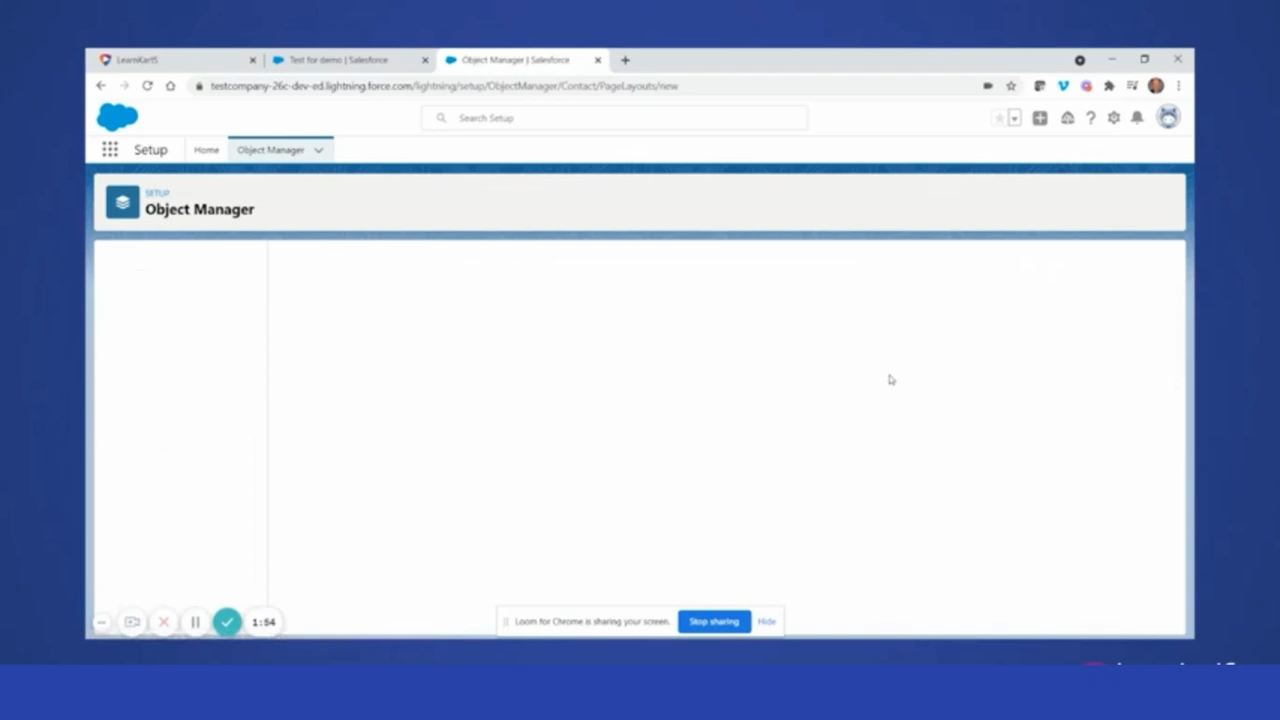 LearnKartS
Test for demo | Salesforce
Object Manager | Salesforce
testcompany-26c-dev-ed.lightning.force.com/lightning/setup/ObjectManager/Contact/PageLayouts/new
Search Setup
Setup
Home
Object Manager
SETUP
Object Manager
1:54
Loom for Chrome is sharing your screen.
Stop sharing
Hide